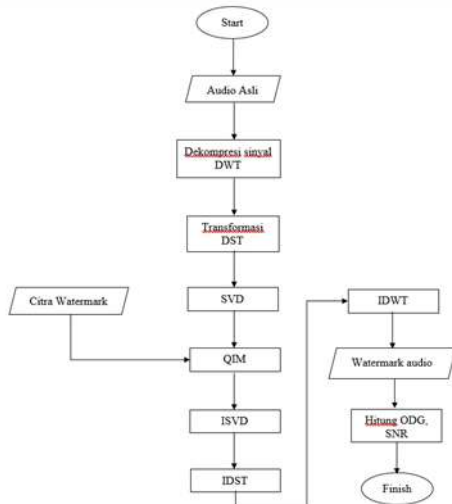 Start
Audio Asli
Dekompresi sinyal
DWT
Transformasi
DST
SVD
Citra Watermark
QIM
ISVD
IDST
IDWT
Watermark audio
Hitung ODG,
SNR
Finish